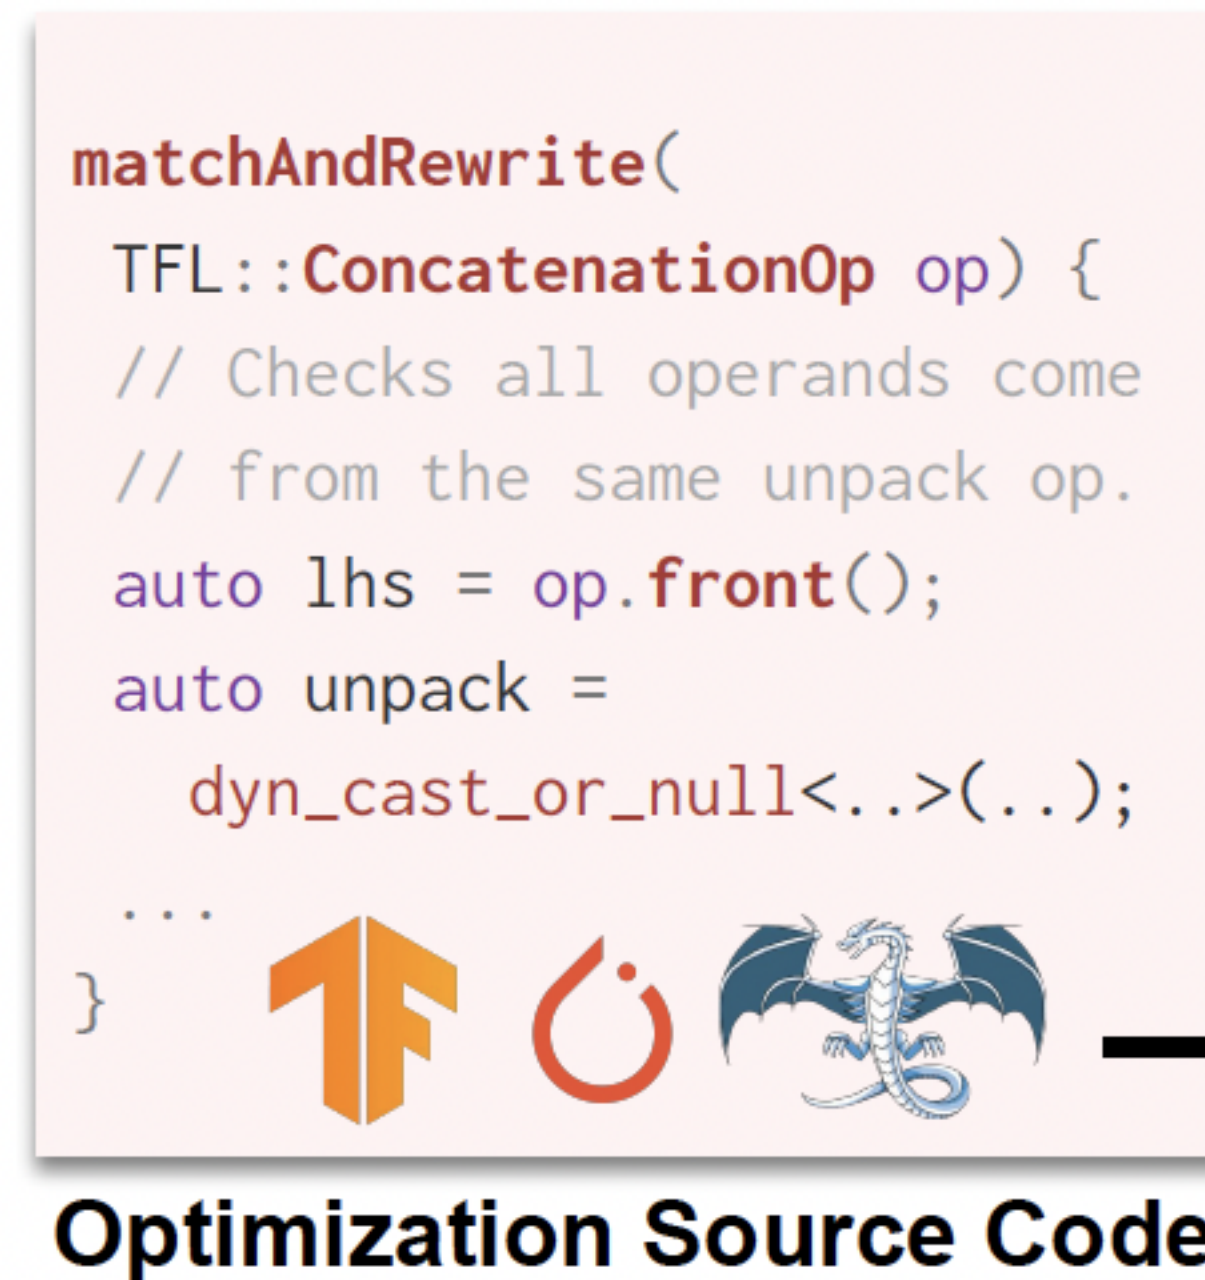 matchAndRewrite(
TFL::ConcatenationOp op) {
// Checks all operands come
// from the same unpack op.
auto lhs = op.front();
auto unpack =
dyn_cast_or_null<..>(..);
...
}
Optimization Source Code